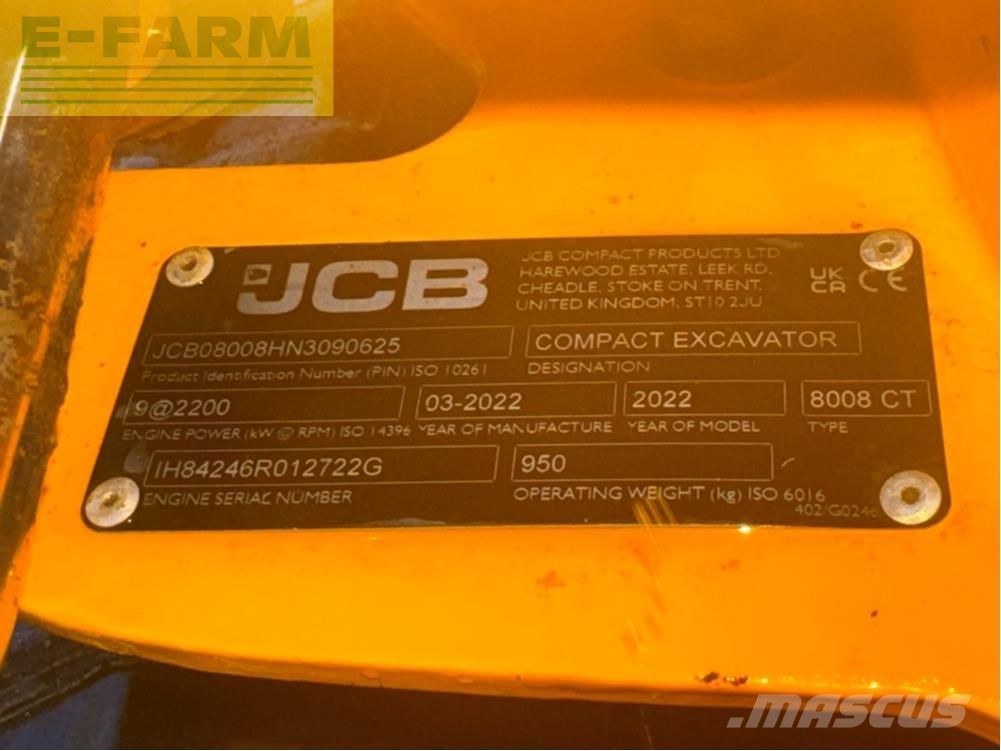 E-FARM
JCB
JCB COMPACT PRODUCTS LTD
HAREWOOD ESTATE, LEEK RD,
CHEADLE, STOKE ON TRENT,
UNITED KINGDOM, ST10 2JU
UK
CA CE
JCB08008HN3090625
COMPACT EXCAVATOR
Product Identification Number (PIN) ISO 10261
DESIGNATION
9@2200
03-2022
2022
8008 CT
ENGINE POWER (kW @ RPM) ISO 14396
YEAR OF MANUFACTURE
YEAR OF MODEL
TYPE
IH84246R012722G
950
ENGINE SERIAL NUMBER
OPERATING WEIGHT (kg) ISO 6016
402/G0246
MASCUS